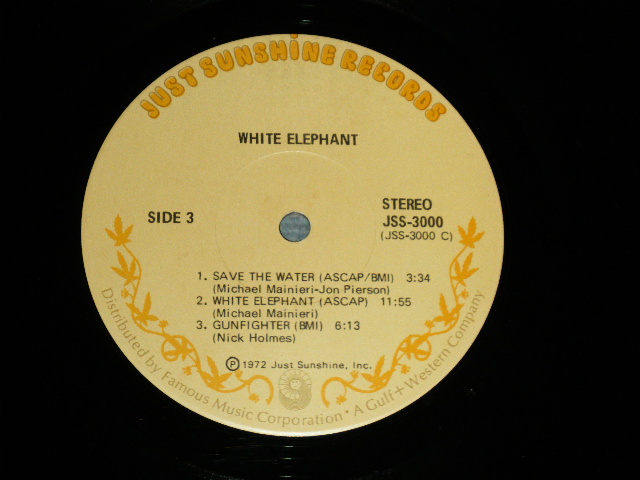 JUST SUNSHINE RECORDS
WHITE ELEPHANT
SIDE 3
STEREO
JSS-3000
(JSS-3000 C)
1. SAVE THE WATER (ASCAP/BMI) 3:34
(Michael Mainieri-Jon Pierson)
2. WHITE ELEPHANT (ASCAP) 11:55
(Michael Mainieri)
3. GUNFIGHTER (BMI) 6:13
(Nick Holmes)
Ⓟ 1972 Just Sunshine, Inc.
Distributed by Famous Music Corporation • A Gulf + Western Company